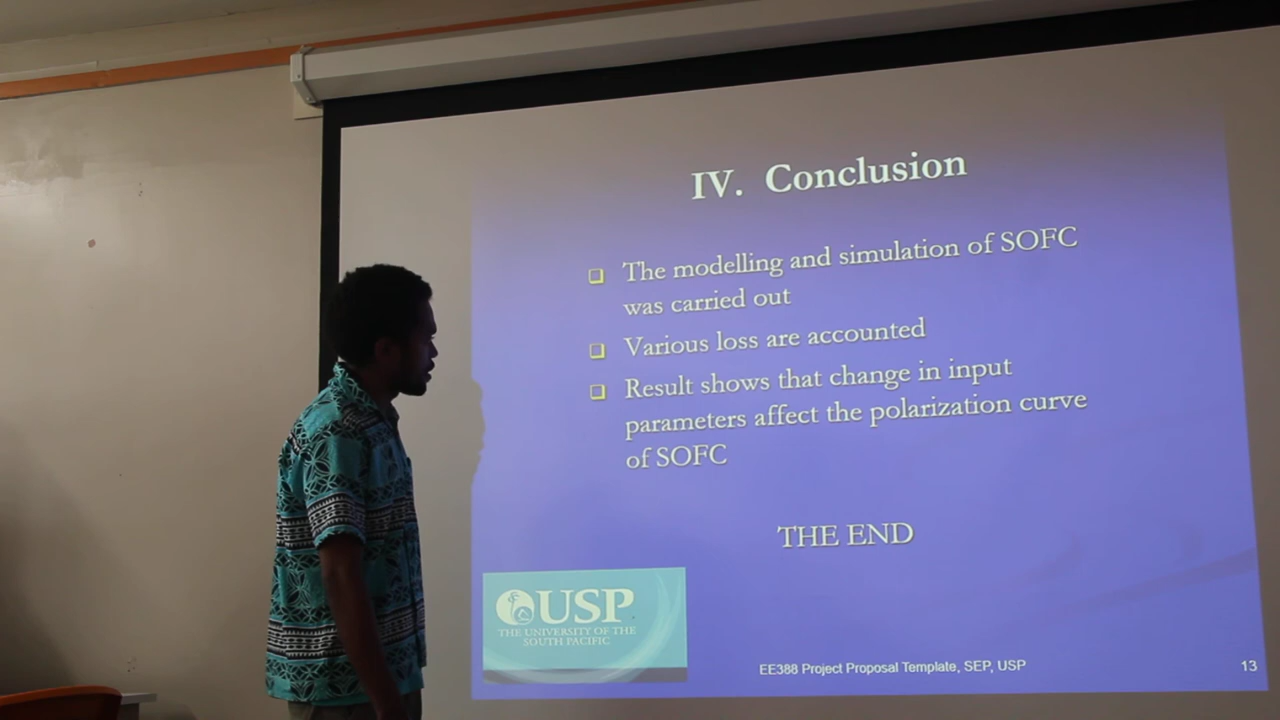 IV. Conclusion
❑ The modelling and simulation of SOFC
was carried out
❑ Various loss are accounted
❑ Result shows that change in input
parameters affect the polarization curve
of SOFC
THE END
USP
THE UNIVERSITY OF THE
SOUTH PACIFIC
EE388 Project Proposal Template, SEP, USP
13